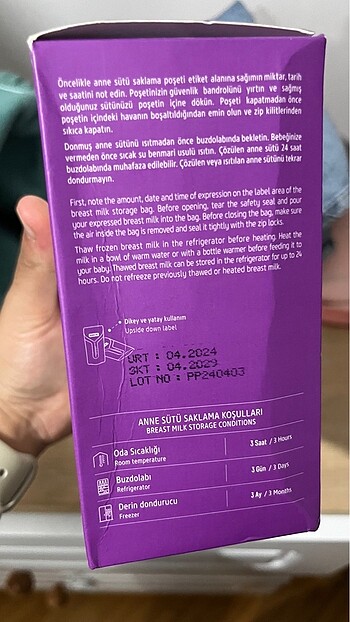 Öncelikle anne sütü saklama poşeti etiket alanına sağımın miktar, tarih
ve saatini not edin. Poşetinizin güvenlik bandrolünü yırtın ve sağmış
olduğunuz sütünüzü poşetin içine dökün. Poşeti kapatmadan önce
poşetin içindeki havanın boşaltıldığından emin olun ve zip kilitlerinden
sıkıca kapatın.
Donmuş anne sütünü ısıtmadan önce buzdolabında bekletin. Bebeğinize
vermeden önce sıcak su benmari usulü ısıtın. Çözülen anne sütü 24 saat
buzdolabında muhafaza edilebilir. Çözülen veya ısıtılan anne sütünü tekrar
dondurmayın.
First, note the amount, date and time of expression on the label area of the
breast milk storage bag. Before opening, tear the safety seal and pour
your expressed breast milk into the bag. Before closing the bag, make sure
the air inside the bag is removed and seal it tightly with the zip locks.
Thaw frozen breast milk in the refrigerator before heating. Heat the
milk in a bowl of warm water or with a bottle warmer before feeding it to
your baby. Thawed breast milk can be stored in the refrigerator for up to 24
hours. Do not refreeze previously thawed or heated breast milk.
Dikey ve yatay kullanım
Upside down label
ÜRT : 04.2024
SKT : 04.2029
LOT NO : PP240403
ANNE SÜTÜ SAKLAMA KOŞULLARI
BREAST MILK STORAGE CONDITIONS
Oda Sıcaklığı 3 Saat / 3 Hours
Room temperature
Buzdolabı 3 Gün / 3 Days
Refrigerator
Derin dondurucu 3 Ay / 3 Months
Freezer